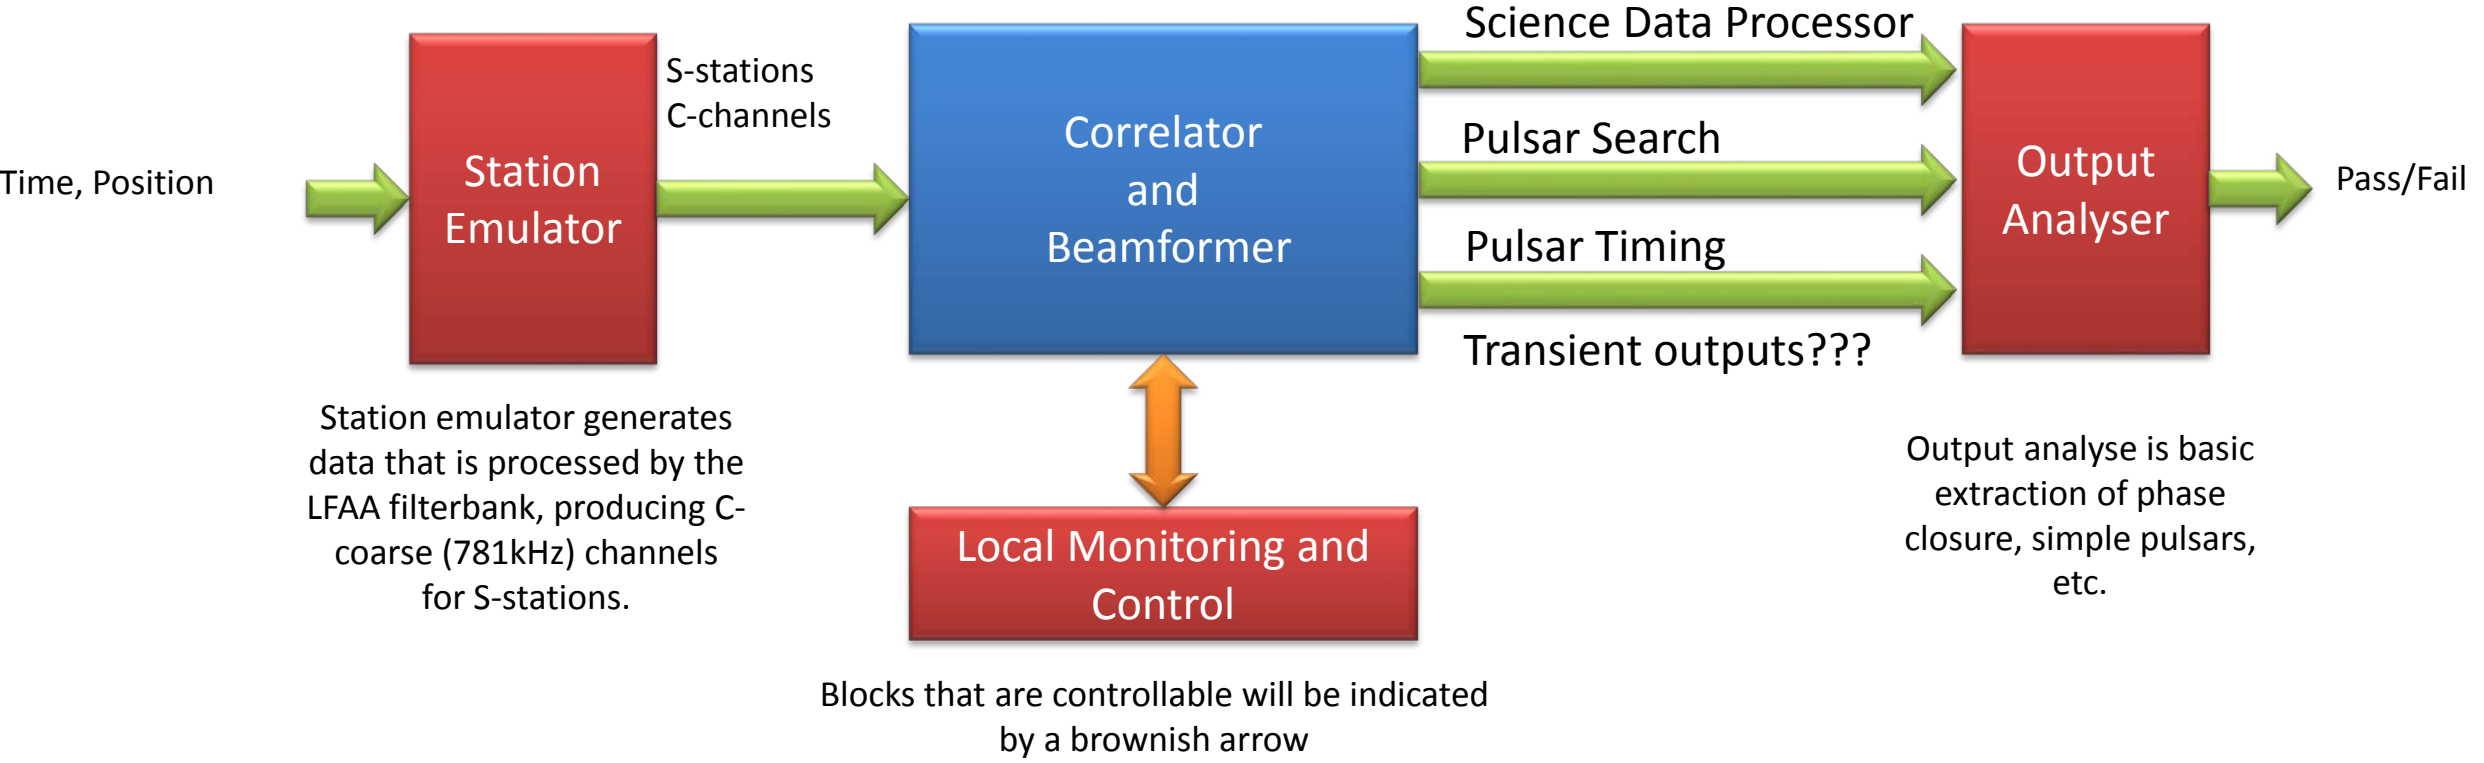 Time, Position
Station
Emulator
S-stations
C-channels
Correlator
and
Beamformer
Science Data Processor
Pulsar Search
Pulsar Timing
Transient outputs???
Output
Analyser
Pass/Fail
Station emulator generates
data that is processed by the
LFAA filterbank, producing C-
coarse (781kHz) channels
for S-stations.
Local Monitoring and
Control
Output analyse is basic
extraction of phase
closure, simple pulsars,
etc.
Blocks that are controllable will be indicated
by a brownish arrow